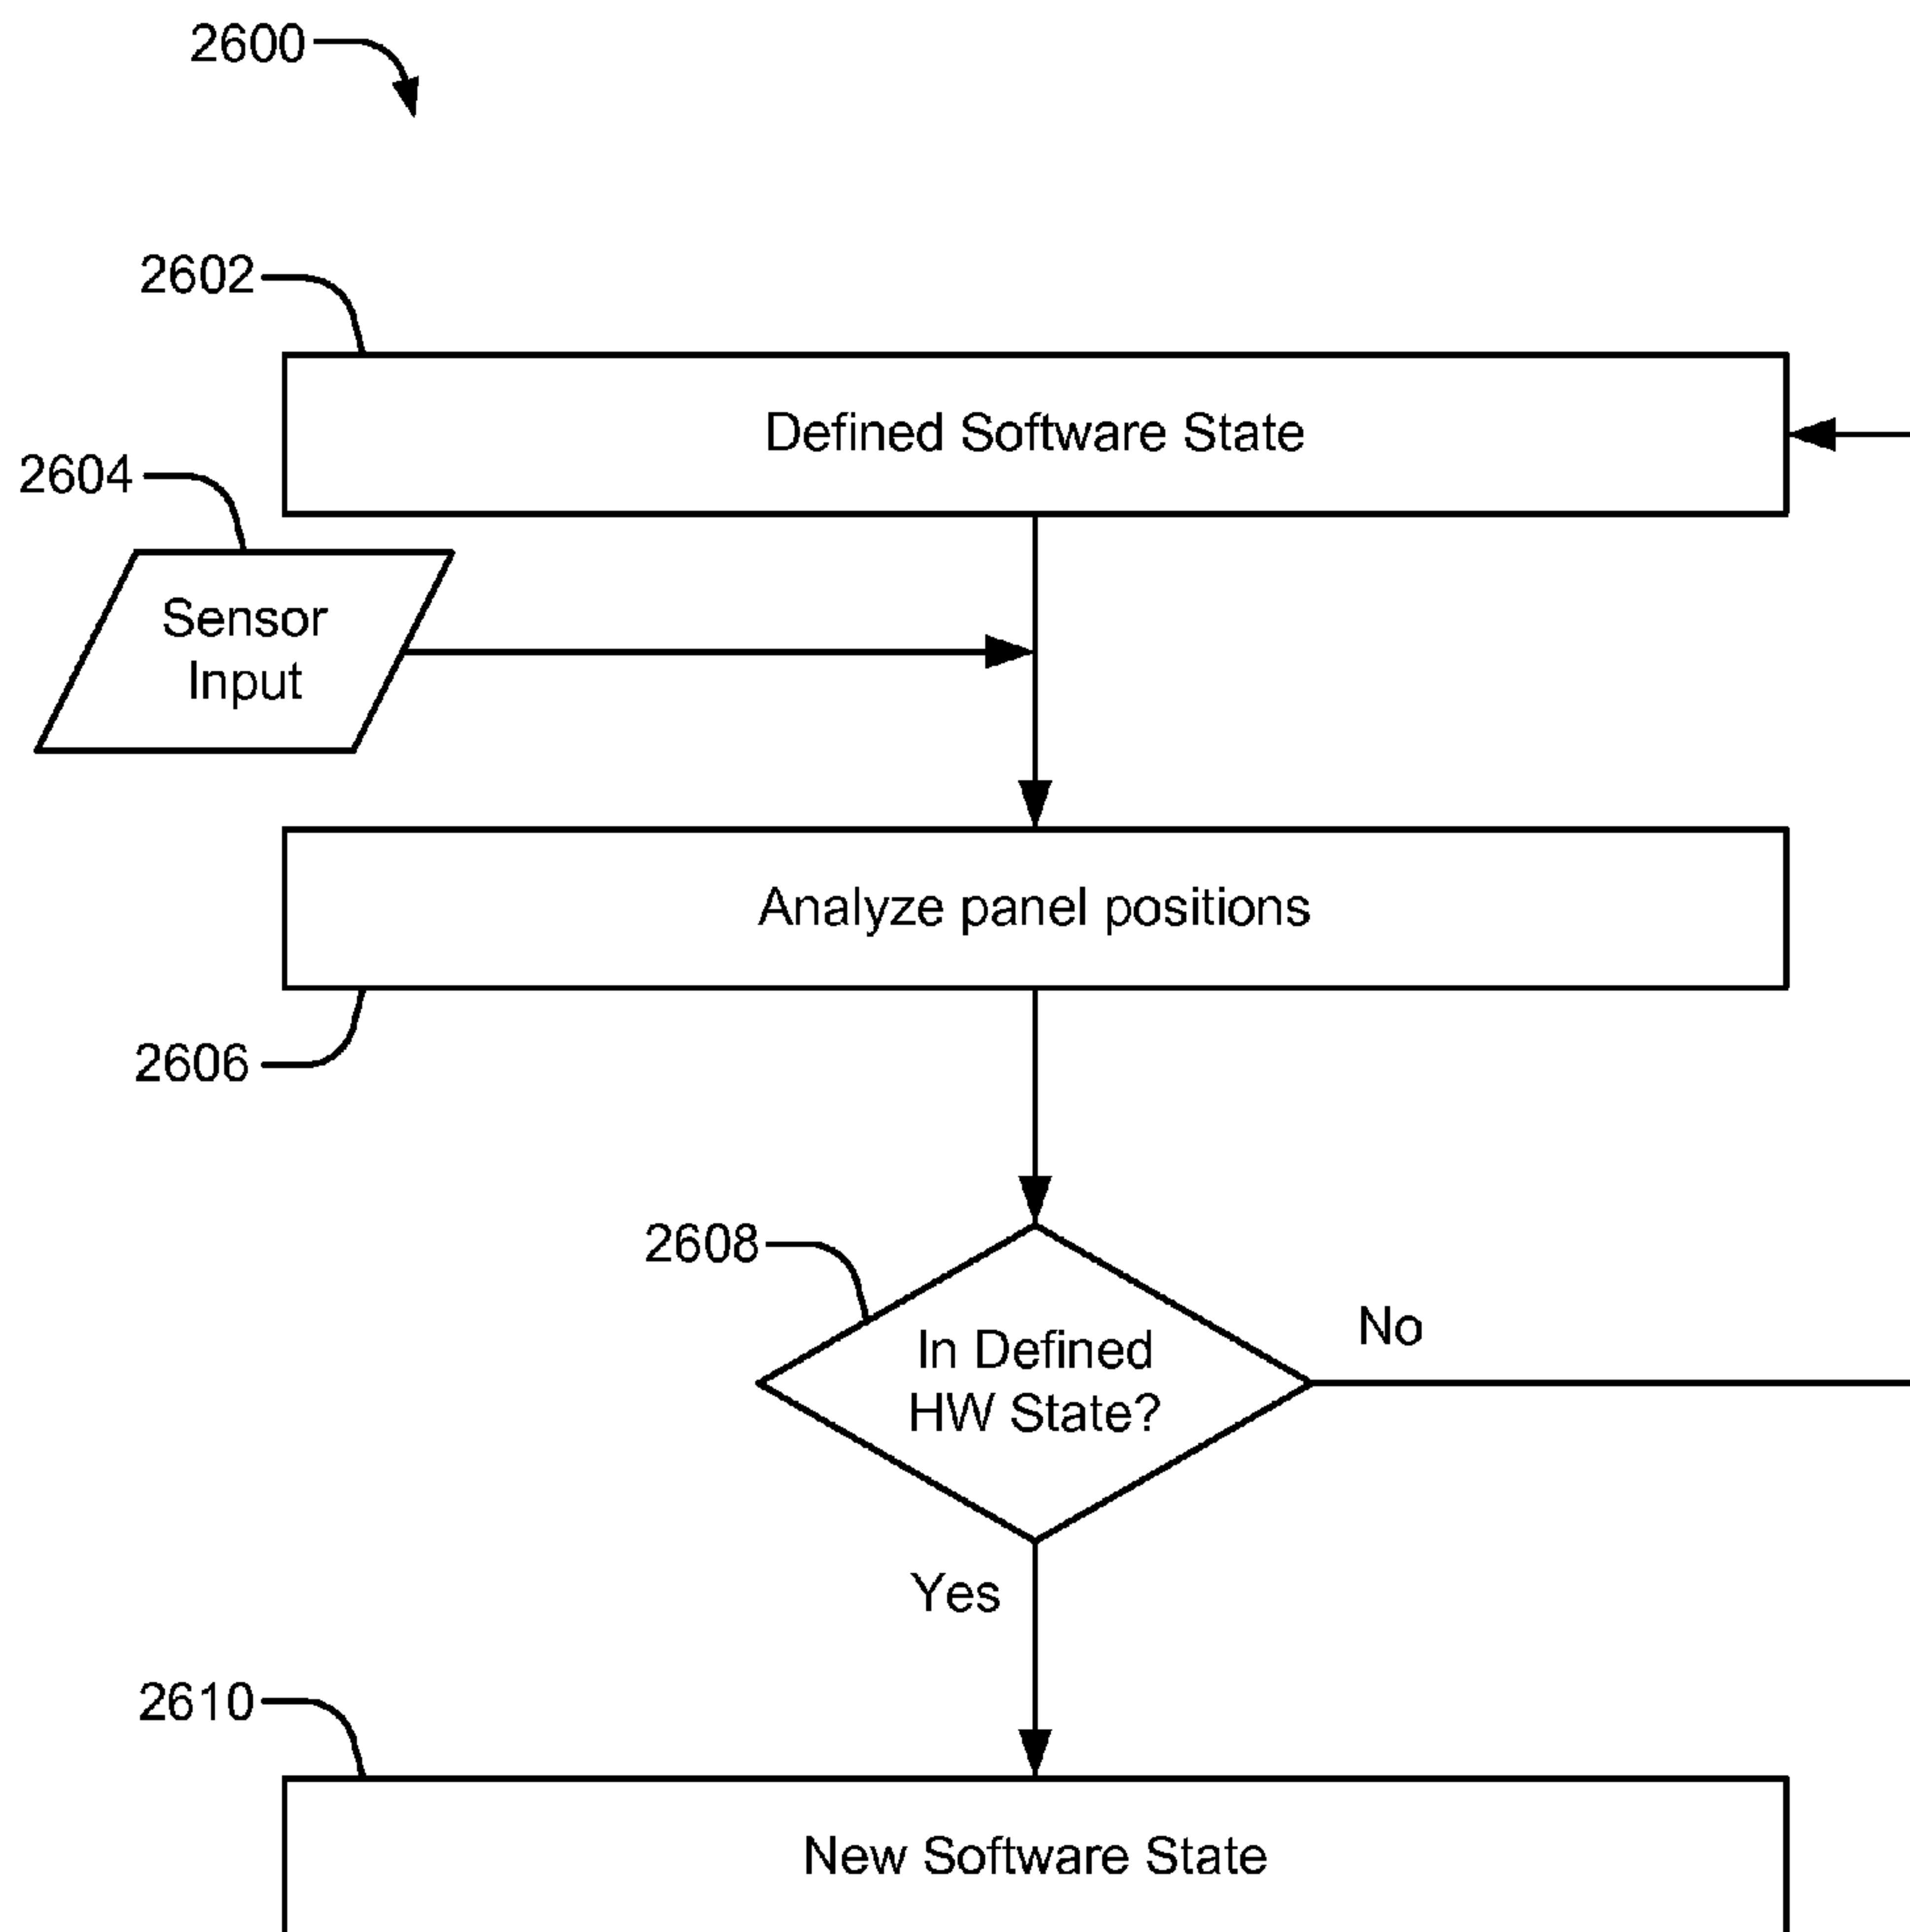 2600
2602
Defined Software State
2604
Sensor
Input
Analyze panel positions
2606
2608
In Defined
HW State?
No
Yes
2610
New Software State